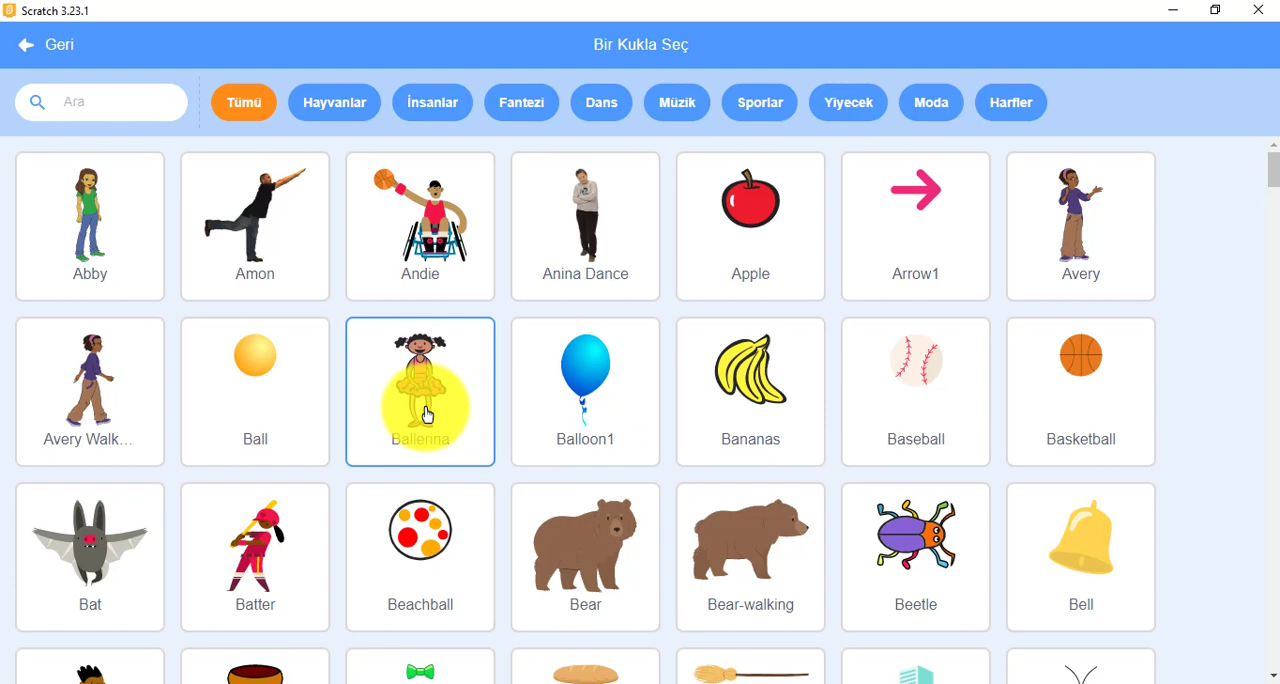 Scratch 3.23.1
Geri
Bir Kukla Seç
Ara
Tümü
Hayvanlar
İnsanlar
Fantezi
Dans
Müzik
Sporlar
Yiyecek
Moda
Harfler
Abby
Amon
Andie
Anina Dance
Apple
Arrow1
Avery
Avery Walk...
Ball
Ballerina
Balloon1
Bananas
Baseball
Basketball
Bat
Batter
Beachball
Bear
Bear-walking
Beetle
Bell